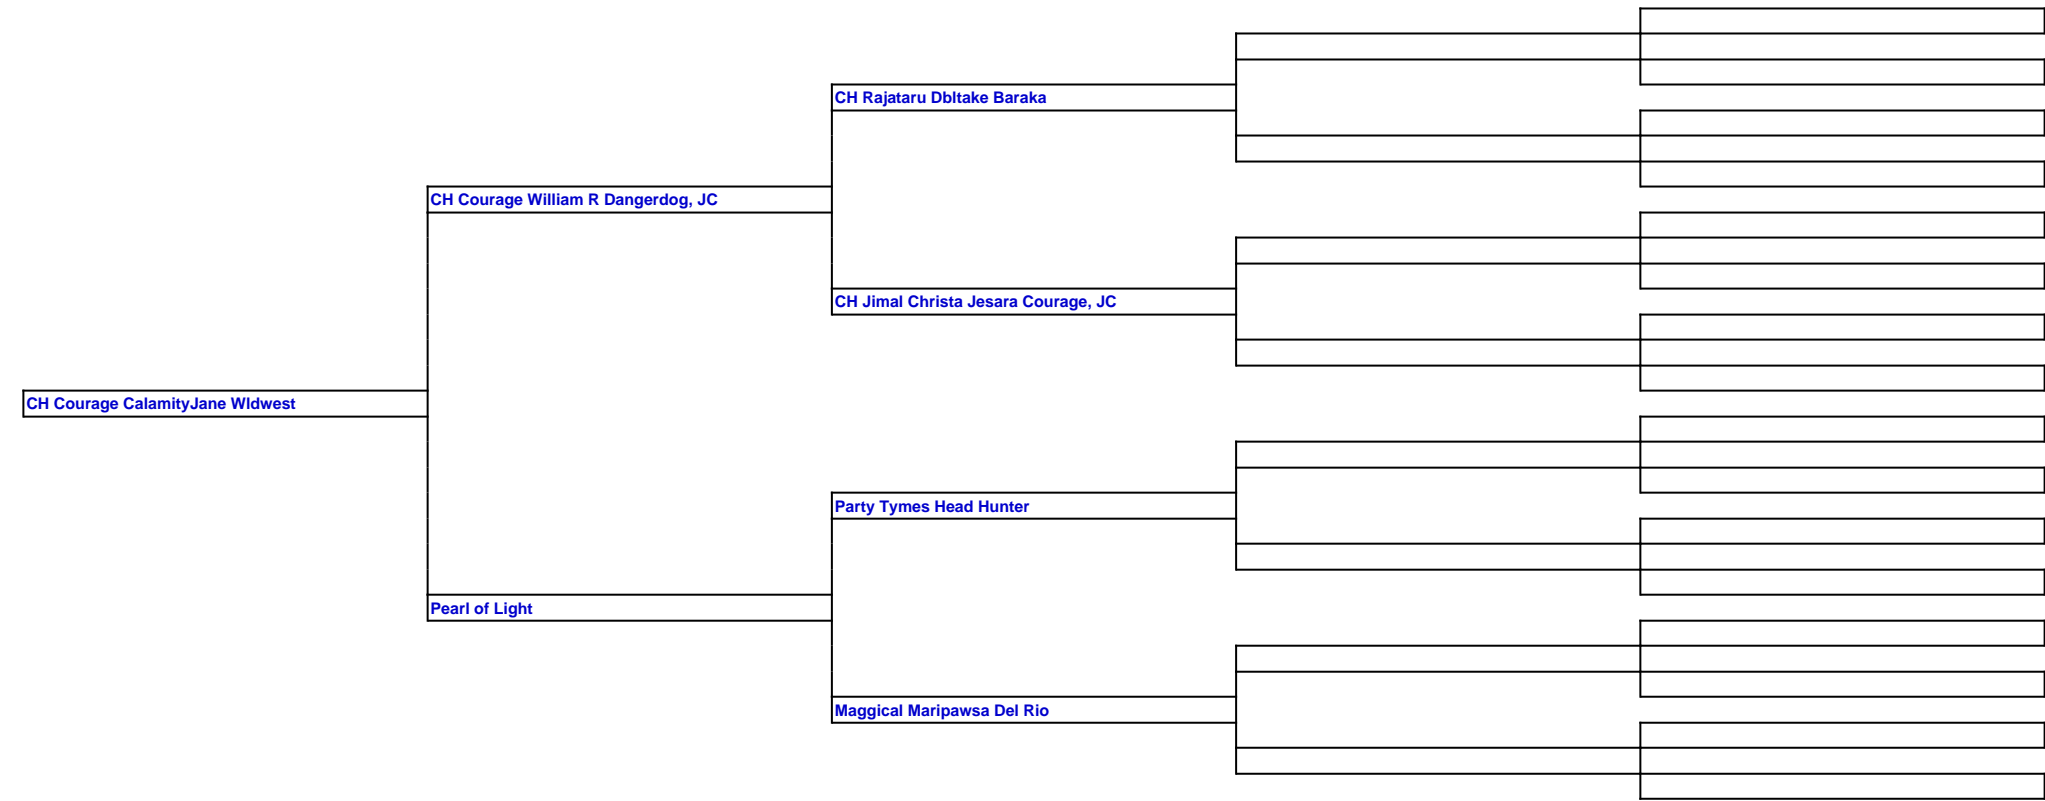 CH Rajataru Dbltake Baraka
CH Courage William R Dangerdog, JC
CH Jimal Christa Jesara Courage, JC
CH Courage CalamityJane Wldwest
Party Tymes Head Hunter
Pearl of Light
Maggical Maripawsa Del Rio